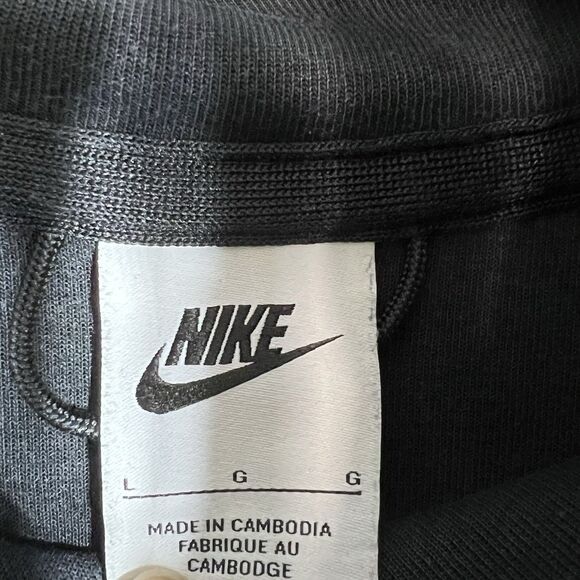 NIKE
L G G
MADE IN CAMBODIA
FABRIQUE AU
CAMBODGE